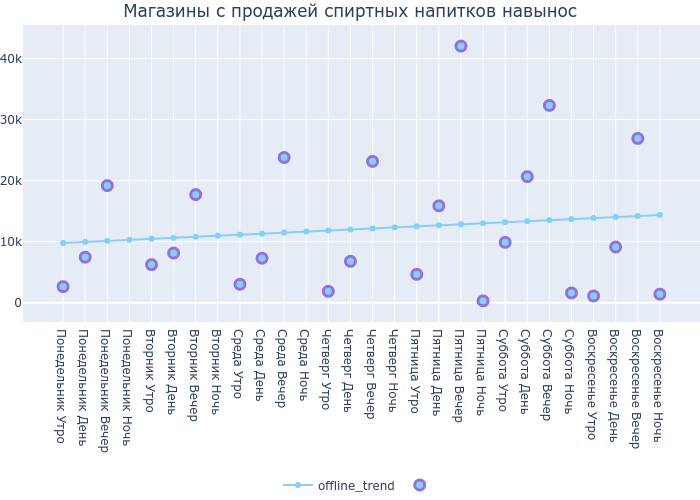 Магазины с продажей спиртных напитков навынос
40k
30k
20k
10k
0
Понедельник Утро
Понедельник День
Понедельник Вечер
Понедельник Ночь
Вторник Утро
Вторник День
Вторник Вечер
Вторник Ночь
Среда Утро
Среда День
Среда Вечер
Среда Ночь
Четверг Утро
Четверг День
Четверг Вечер
Четверг Ночь
Пятница Утро
Пятница День
Пятница Вечер
Пятница Ночь
Суббота Утро
Суббота День
Суббота Вечер
Суббота Ночь
Воскресенье Утро
Воскресенье День
Воскресенье Вечер
Воскресенье Ночь
offline_trend